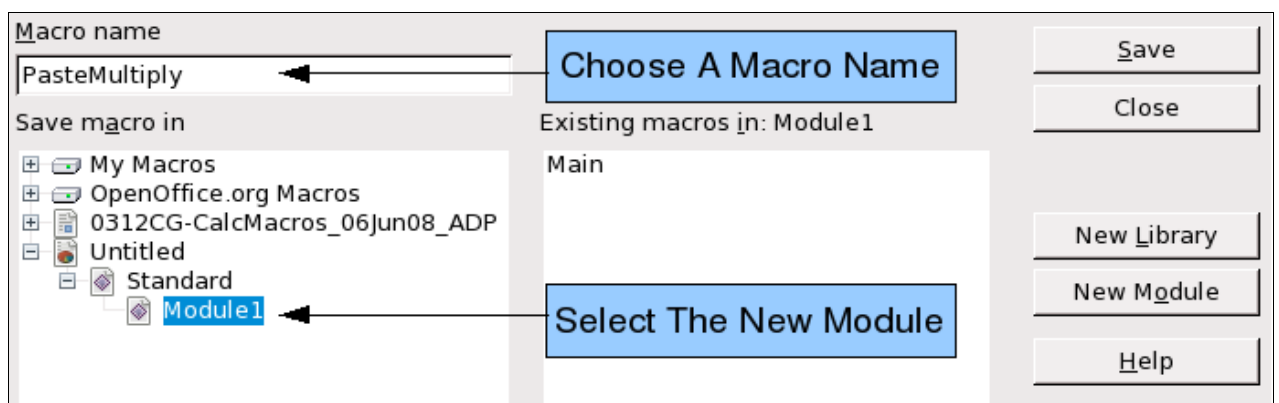 Macro name
PasteMultiply
Choose A Macro Name
Save
Close
Save macro in
Existing macros in: Module1
My Macros
OpenOffice.org Macros
0312CG-CalcMacros_06Jun08_ADP
Untitled
Standard
Module1
Main
Select The New Module
New Library
New Module
Help